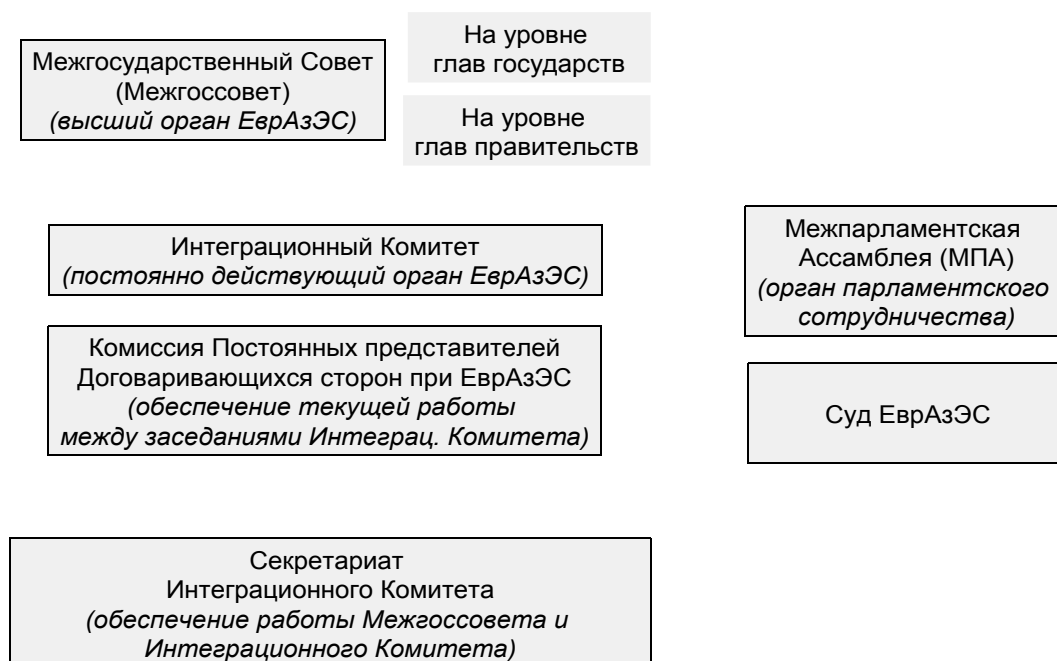 Межгосударственный Совет
(Межгоссовет)
(высший орган ЕврАзЭС)
На уровне
глав государств
На уровне
глав правительств
Интеграционный Комитет
(постоянно действующий орган ЕврАзЭС)
Межпарламентская
Ассамблея (МПА)
(орган парламентского
сотрудничества)
Комиссия Постоянных представителей
Договаривающихся сторон при ЕврАзЭС
(обеспечение текущей работы
между заседаниями Интеграц. Комитета)
Суд ЕврАзЭС
Секретариат
Интеграционного Комитета
(обеспечение работы Межгоссовета и
Интеграционного Комитета)